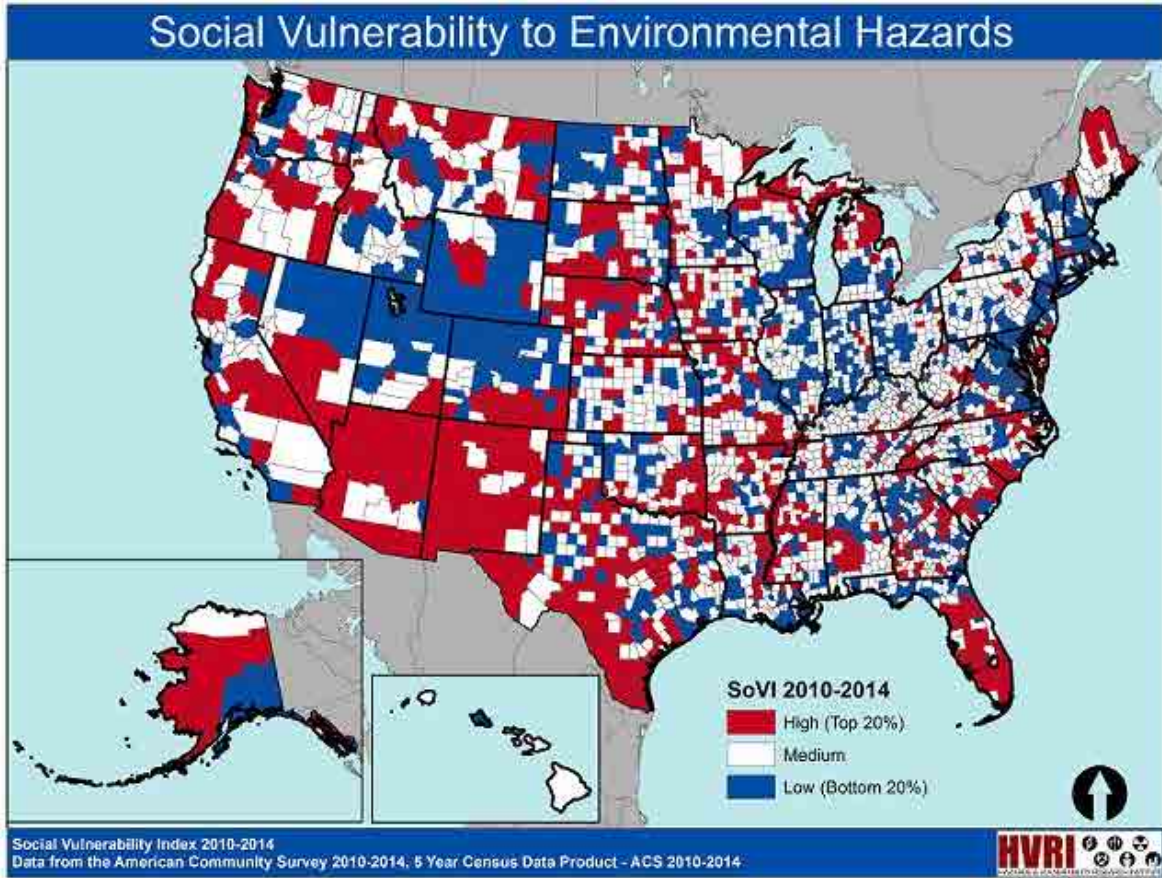 Social Vulnerability to Environmental Hazards
SoVI 2010-2014
High (Top 20%)
Medium
Low (Bottom 20%)
Social Vulnerability Index 2010-2014
Data from the American Community Survey 2010-2014, 5 Year Census Data Product - ACS 2010-2014
HVRI